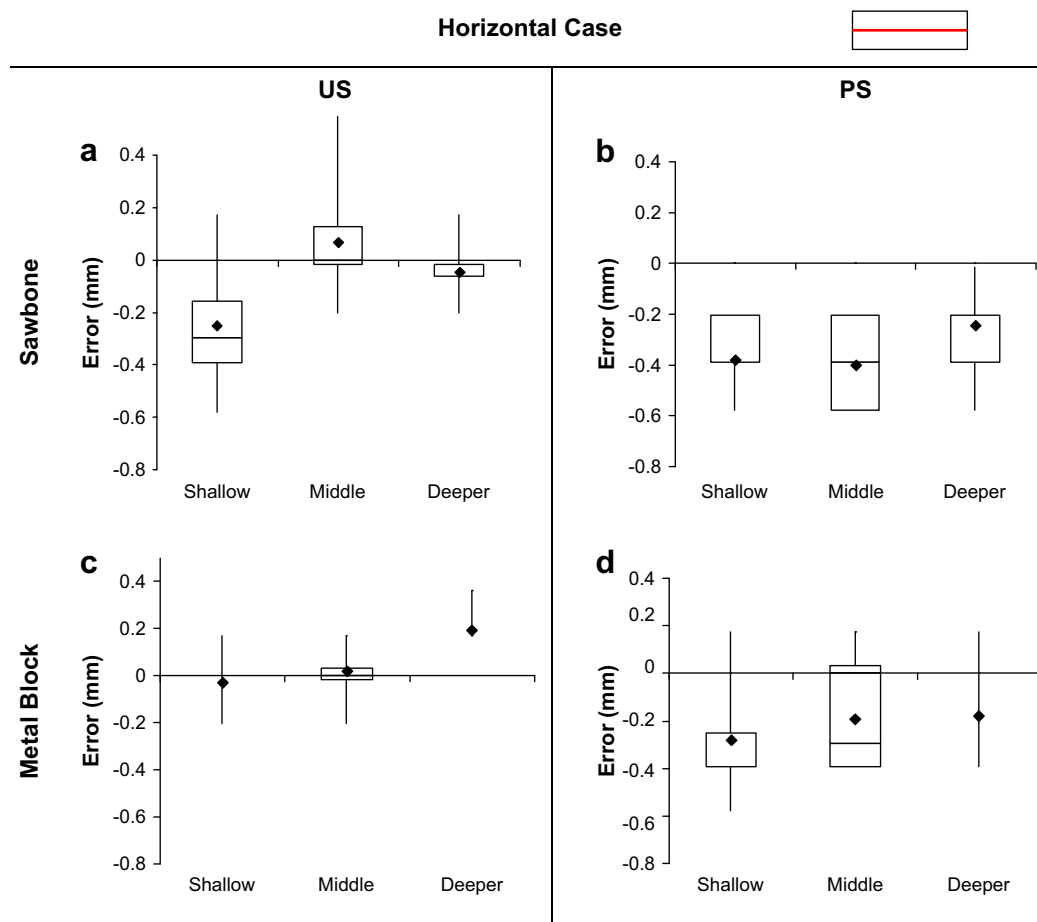 Horizontal Case
US
PS
a
Sawbone
Error (mm)
0.4
0.2
0
-0.2
-0.4
-0.6
-0.8
Shallow Middle Deeper
b
Error (mm)
0.4
0.2
0
-0.2
-0.4
-0.6
-0.8
Shallow Middle Deeper
c
Metal Block
Error (mm)
0.4
0.2
0
-0.2
-0.4
-0.6
-0.8
Shallow Middle Deeper
d
Error (mm)
0.4
0.2
0
-0.2
-0.4
-0.6
-0.8
Shallow Middle Deeper